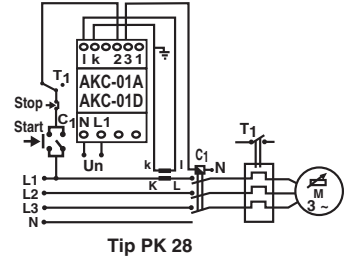 l k 2 3 1
T1
AKC-01A
AKC-01D
Stop
C1
N L1
Start
T1
Un
k l C1 N
L1 K L
L2
L3
M
3 ~
N
Tip PK 28